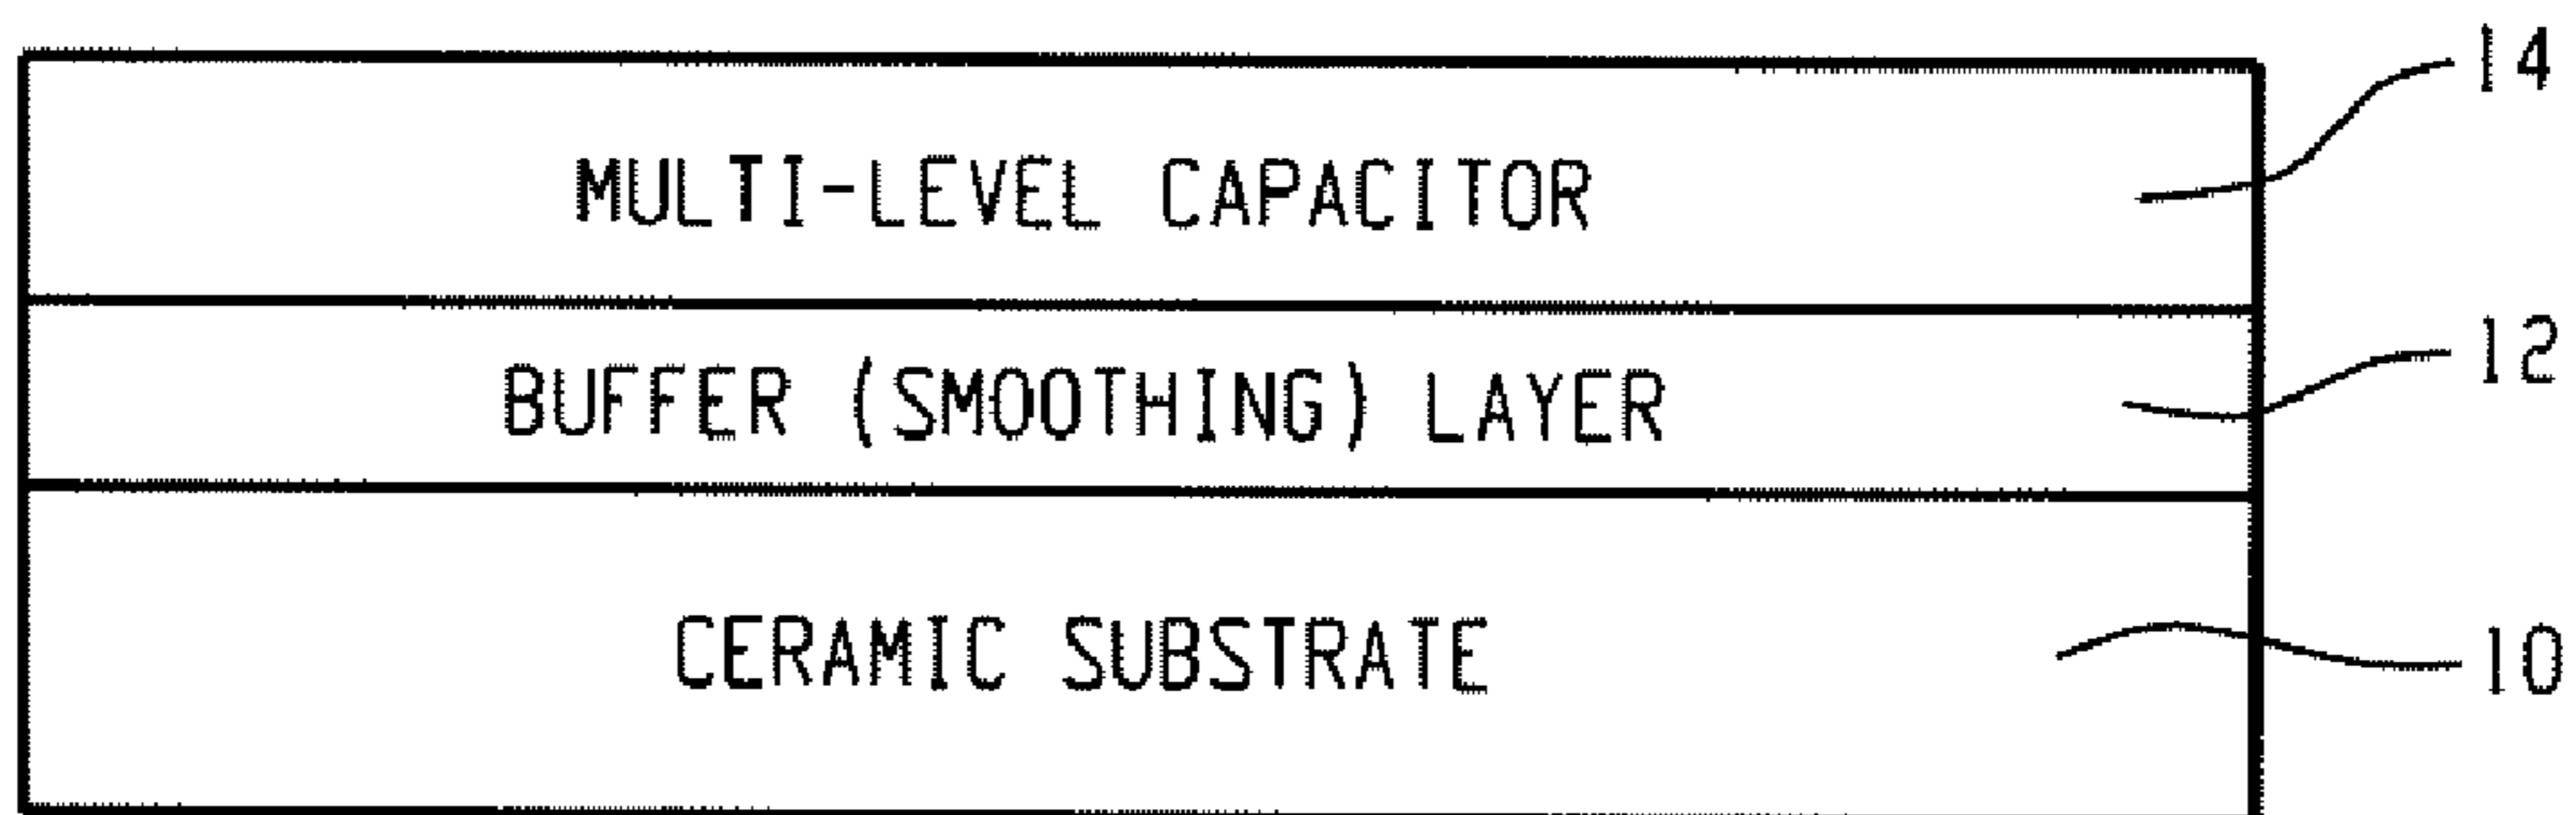 14
MULTI-LEVEL CAPACITOR
12
BUFFER (SMOOTHING) LAYER
CERAMIC SUBSTRATE
10